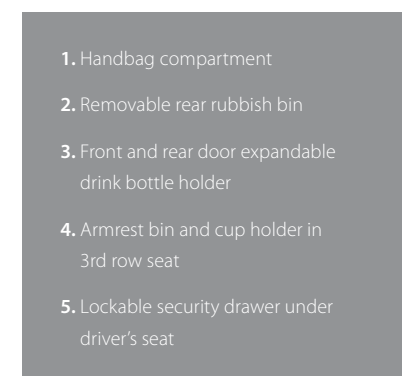 1. Handbag compartment
2. Removable rear rubbish bin
3. Front and rear door expandable
drink bottle holder
4. Armrest bin and cup holder in
3rd row seat
5. Lockable security drawer under
driver’s seat